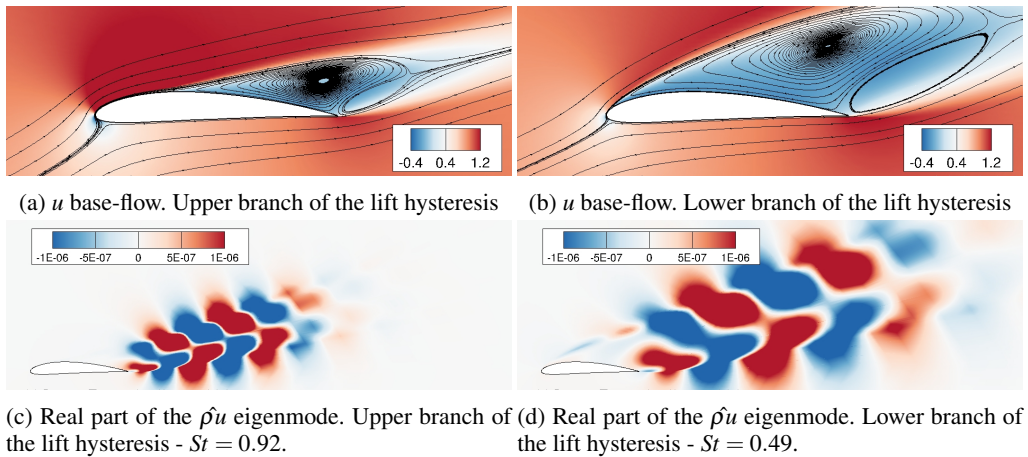 -0.4 0.4 1.2
-0.4 0.4 1.2
(a) u base-flow. Upper branch of the lift hysteresis
(b) u base-flow. Lower branch of the lift hysteresis
-1E-06 -5E-07 0 5E-07 1E-06
-1E-06 -5E-07 0 5E-07 1E-06
(c) Real part of the ρ̂u eigenmode. Upper branch of
the lift hysteresis - St = 0.92.
(d) Real part of the ρ̂u eigenmode. Lower branch of
the lift hysteresis - St = 0.49.